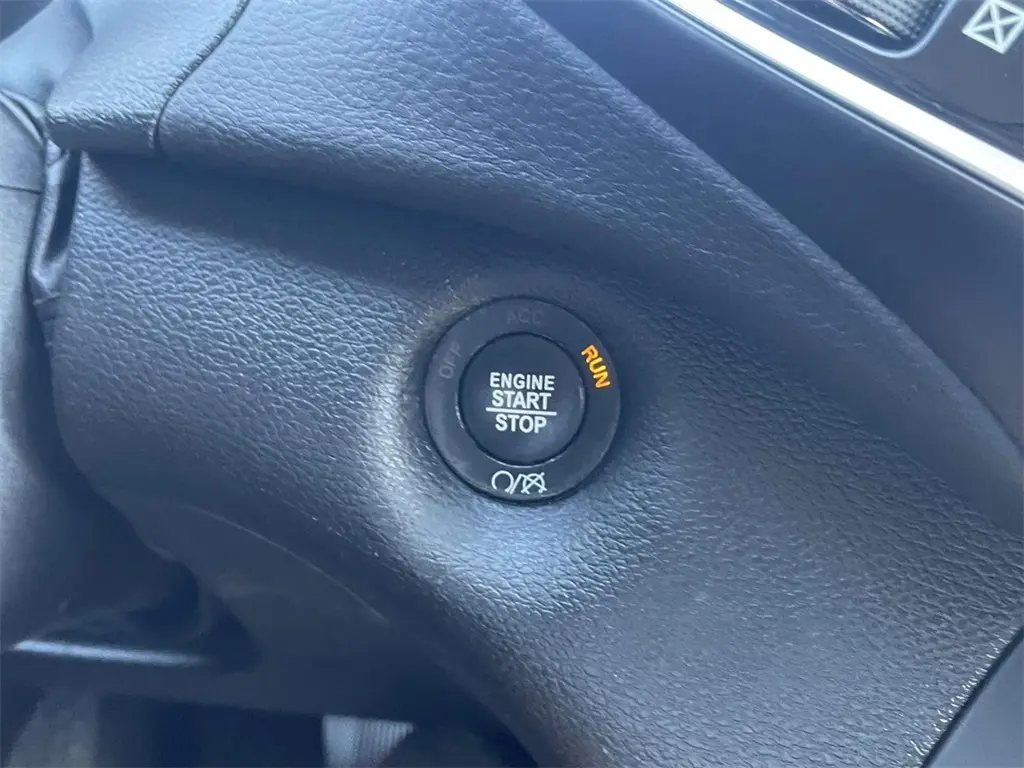 ACC
OFF
RUN
ENGINE
START
STOP